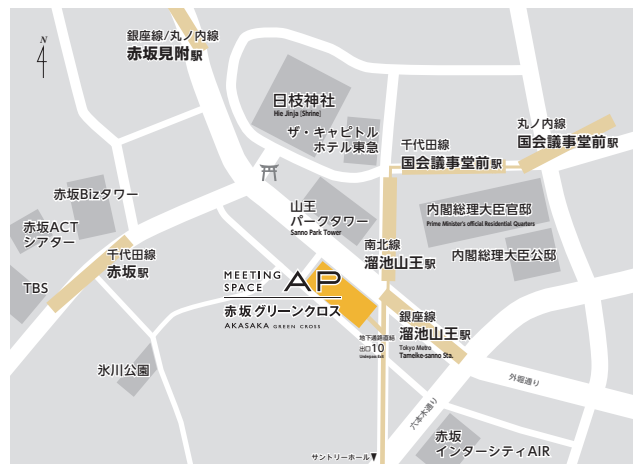 N
銀座線/丸ノ内線
赤坂見附駅
日枝神社
Hie Jinja [Shrine]
ザ・キャピトル
ホテル東急
丸ノ内線
国会議事堂前駅
千代田線
国会議事堂前駅
赤坂Bizタワー
山王
パークタワー
Sanno Park Tower
内閣総理大臣官邸
Prime Minister's official Residential Quarters
赤坂ACT
シアター
千代田線
赤坂駅
南北線
溜池山王駅
内閣総理大臣公邸
TBS
MEETING
SPACE
AP
赤坂グリーンクロス
AKASAKA GREEN CROSS
銀座線
溜池山王駅
Tokyo Metro
Tameike-sanno Sta.
地下通路直結
出口10
Underpass Exit
氷川公園
外堀通り
六本木通り
赤坂
インターシティAIR
サントリーホール▼